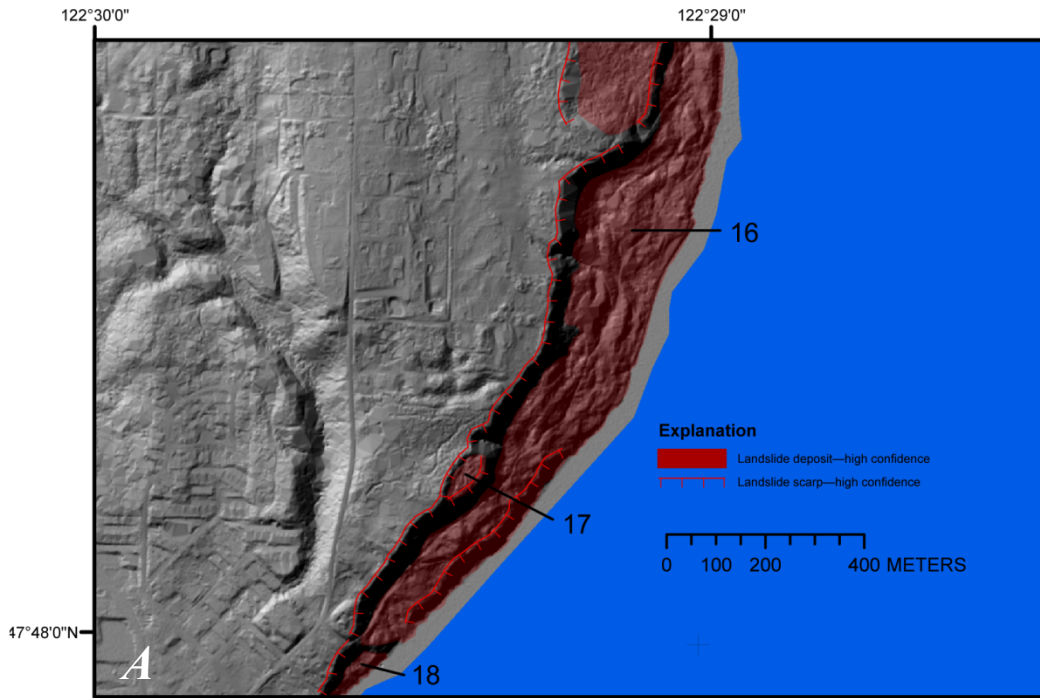 122°30'0"
122°29'0"
16
Explanation
Landslide deposit—high confidence
Landslide scarp—high confidence
17
0 100 200 400 METERS
47°48'0"N
A
18